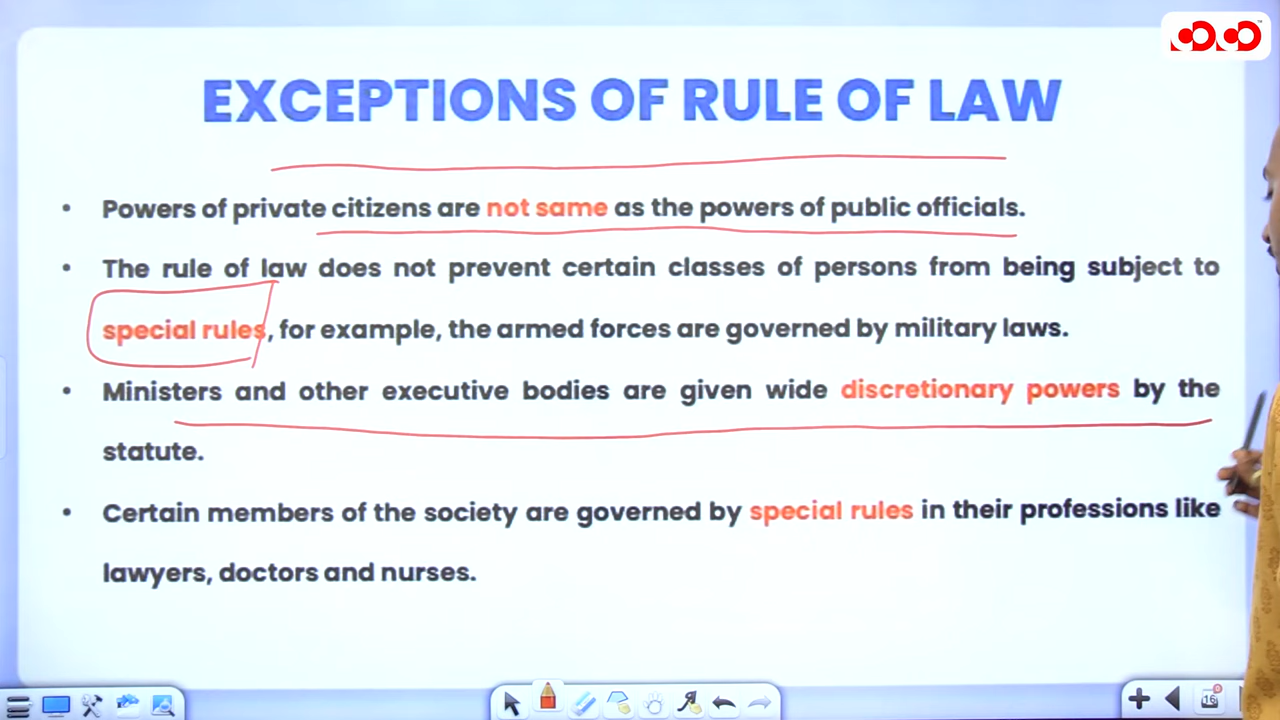 EXCEPTIONS OF RULE OF LAW
• Powers of private citizens are not same as the powers of public officials.
• The rule of law does not prevent certain classes of persons from being subject to
special rules, for example, the armed forces are governed by military laws.
• Ministers and other executive bodies are given wide discretionary powers by the
statute.
• Certain members of the society are governed by special rules in their professions like
lawyers, doctors and nurses.
16